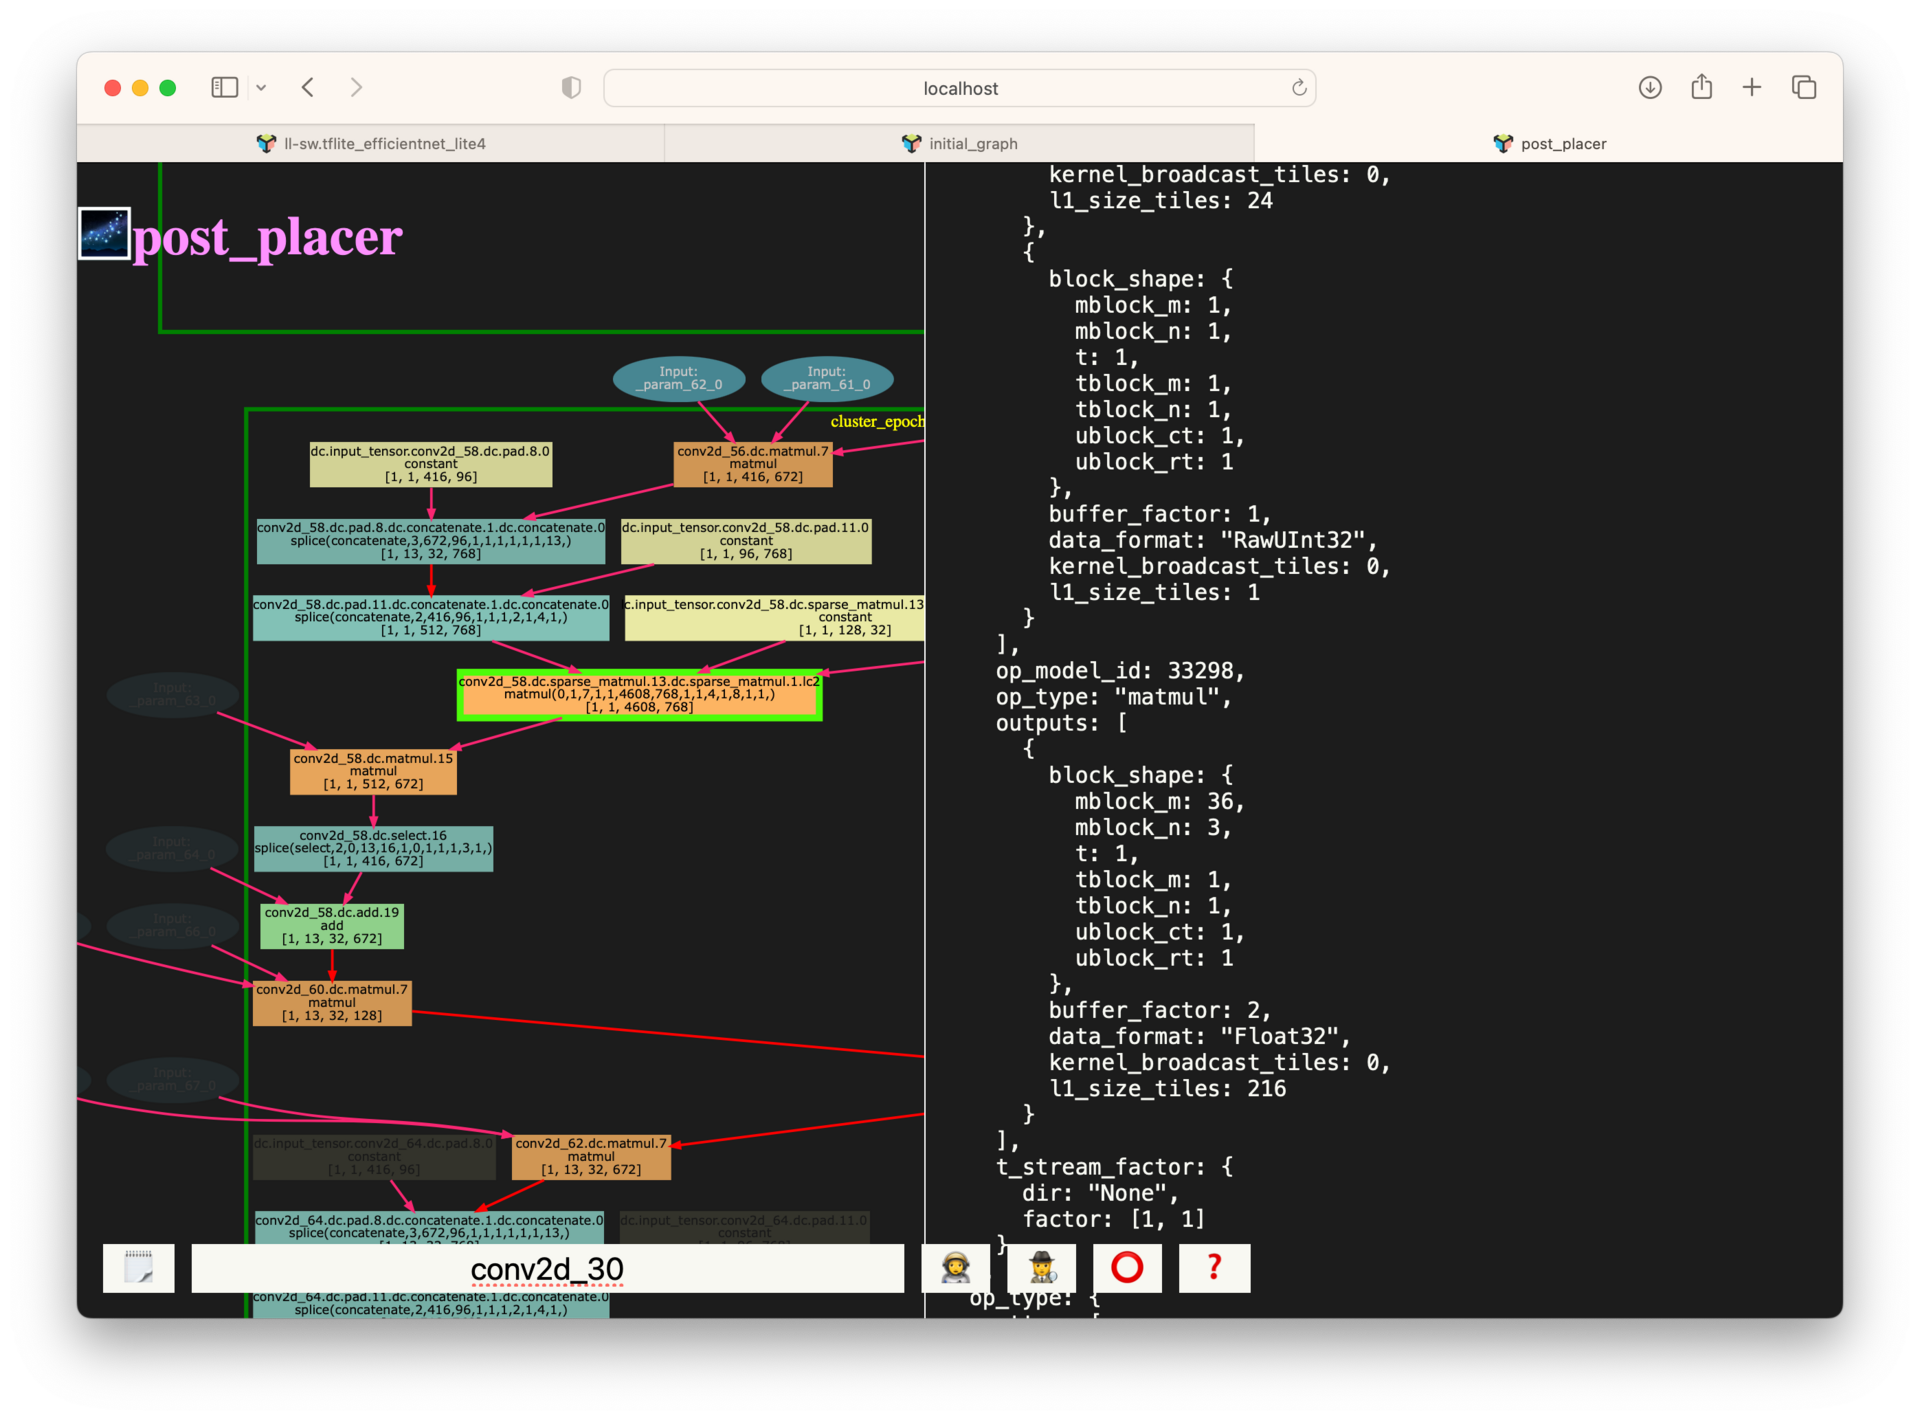 localhost
ll-sw.tflite_efficientnet_lite4
initial_graph
post_placer
post_placer
Input:
_param_62_0
Input:
_param_61_0
cluster_epoch
dc.input_tensor.conv2d_58.dc.pad.8.0
constant
[1, 1, 416, 96]
conv2d_56.dc.matmul.7
matmul
[1, 1, 416, 672]
conv2d_58.dc.pad.8.dc.concatenate.1.dc.concatenate.0
splice(concatenate,3,672,96,1,1,1,1,1,1,13,)
[1, 13, 32, 768]
dc.input_tensor.conv2d_58.dc.pad.11.0
constant
[1, 1, 96, 768]
conv2d_58.dc.pad.11.dc.concatenate.1.dc.concatenate.0
splice(concatenate,2,416,96,1,1,1,2,1,4,1,)
[1, 1, 512, 768]
c.input_tensor.conv2d_58.dc.sparse_matmul.13
constant
[1, 1, 128, 32]
conv2d_58.dc.sparse_matmul.13.dc.sparse_matmul.1.lc2
matmul(0,1,7,1,1,4608,768,1,1,4,1,8,1,1,)
[1, 1, 4608, 768]
Input:
_param_63_0
conv2d_58.dc.matmul.15
matmul
[1, 1, 512, 672]
Input:
_param_64_0
conv2d_58.dc.select.16
splice(select,2,0,13,16,1,0,1,1,1,3,1,)
[1, 1, 416, 672]
Input:
_param_66_0
conv2d_58.dc.add.19
add
[1, 13, 32, 672]
conv2d_60.dc.matmul.7
matmul
[1, 13, 32, 128]
Input:
_param_67_0
dc.input_tensor.conv2d_64.dc.pad.8.0
constant
[1, 1, 416, 96]
conv2d_62.dc.matmul.7
matmul
[1, 13, 32, 672]
conv2d_64.dc.pad.8.dc.concatenate.1.dc.concatenate.0
splice(concatenate,3,672,96,1,1,1,1,1,1,13,)
dc.input_tensor.conv2d_64.dc.pad.11.0
constant
conv2d_30
conv2d_64.dc.pad.11.dc.concatenate.1.dc.concatenate.0
splice(concatenate,2,416,96,1,1,1,2,1,4,1,)
kernel_broadcast_tiles: 0,
l1_size_tiles: 24
},
{
block_shape: {
mblock_m: 1,
mblock_n: 1,
t: 1,
tblock_m: 1,
tblock_n: 1,
ublock_ct: 1,
ublock_rt: 1
},
buffer_factor: 1,
data_format: "RawUInt32",
kernel_broadcast_tiles: 0,
l1_size_tiles: 1
}
],
op_model_id: 33298,
op_type: "matmul",
outputs: [
{
block_shape: {
mblock_m: 36,
mblock_n: 3,
t: 1,
tblock_m: 1,
tblock_n: 1,
ublock_ct: 1,
ublock_rt: 1
},
buffer_factor: 2,
data_format: "Float32",
kernel_broadcast_tiles: 0,
l1_size_tiles: 216
}
],
t_stream_factor: {
dir: "None",
factor: [1, 1]
}
op_type: {